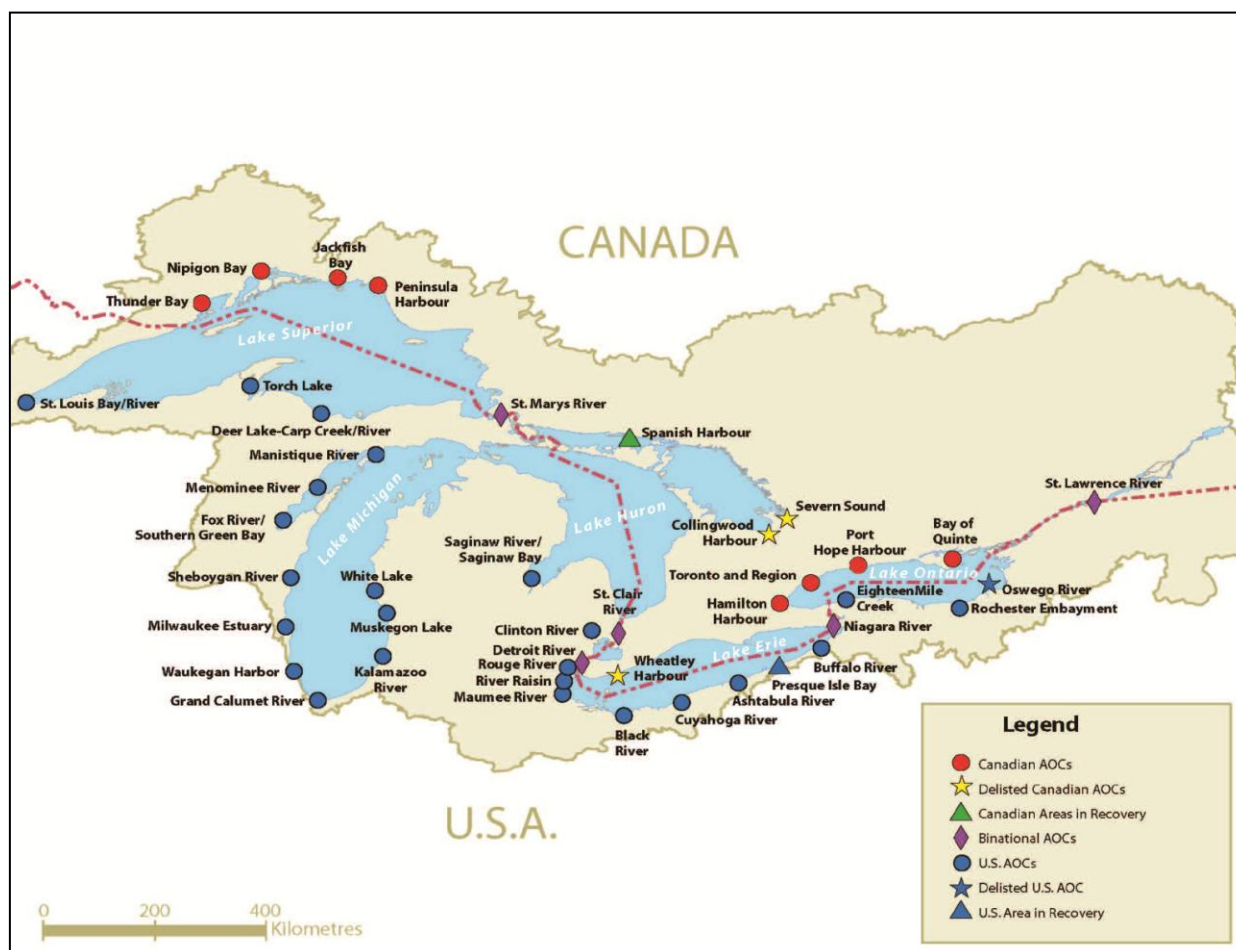 CANADA
Jackfish
Bay
Nipigon Bay
Peninsula
Harbour
Thunder Bay
Lake Superior
Torch Lake
St. Louis Bay/River
St. Marys River
Deer Lake-Carp Creek/River
Spanish Harbour
Manistique River
Menominee River
St. Lawrence River
Fox River/
Southern Green Bay
Lake Michigan
Lake Huron
Severn Sound
Collingwood
Harbour
Bay of
Quinte
Port
Hope Harbour
Saginaw River/
Saginaw Bay
Sheboygan River
White Lake
Toronto and Region
Lake Ontario
St. Clair
River
Hamilton
Harbour
EighteenMile
Creek
Oswego River
Rochester Embayment
Milwaukee Estuary
Muskegon Lake
Clinton River
Niagara River
Detroit River
Lake Erie
Rouge River
Wheatley
Harbour
Buffalo River
Waukegan Harbor
Kalamazoo
River
River Raisin
Presque Isle Bay
Maumee River
Grand Calumet River
Ashtabula River
Cuyahoga River
Black
River
U.S.A.
Legend
Canadian AOCs
Delisted Canadian AOCs
Canadian Areas in Recovery
Binational AOCs
U.S. AOCs
Delisted U.S. AOC
U.S. Area in Recovery
0 200 400
Kilometres